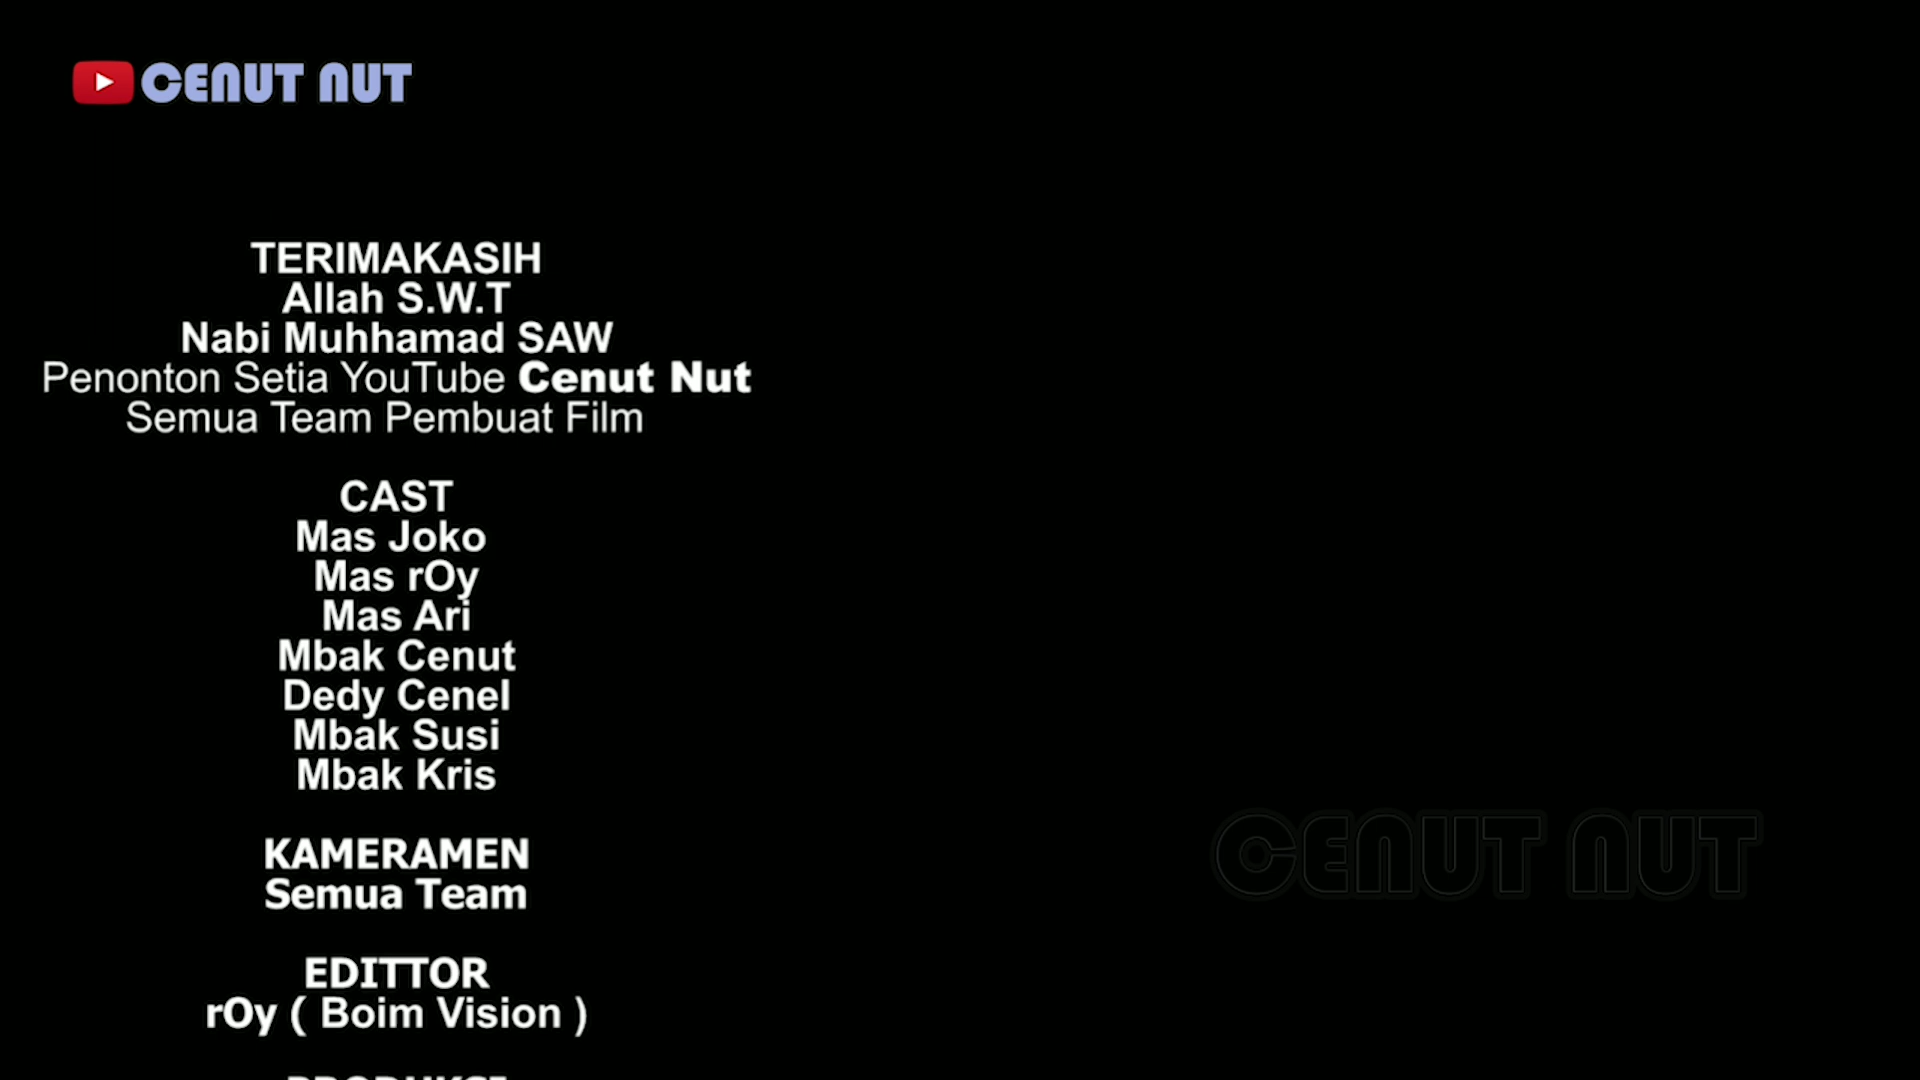 CENUT NUT
TERIMAKASIH
Allah S.W.T
Nabi Muhhamad SAW
Penonton Setia YouTube Cenut Nut
Semua Team Pembuat Film
CAST
Mas Joko
Mas rOy
Mas Ari
Mbak Cenut
Dedy Cenel
Mbak Susi
Mbak Kris
KAMERAMEN
Semua Team
EDITTOR
rOy ( Boim Vision )
CENUT NUT